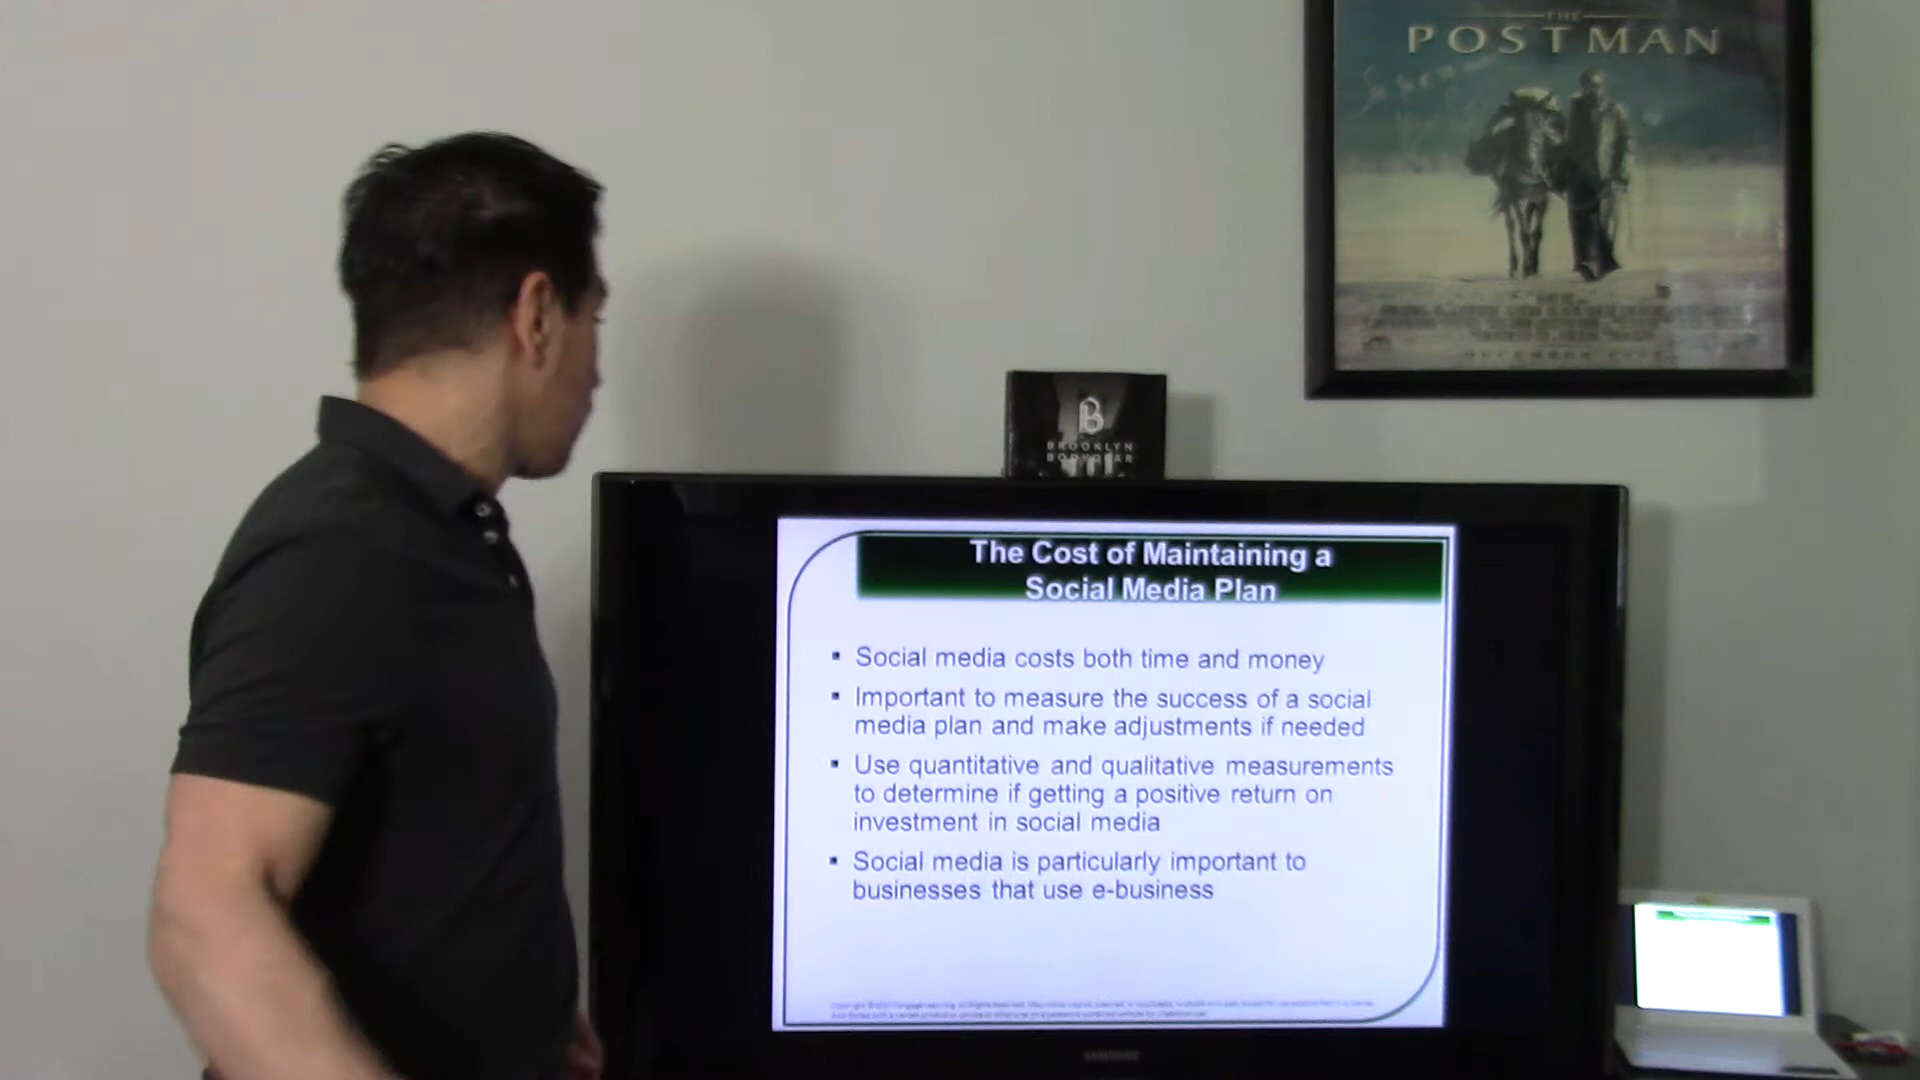 THE
POSTMAN
B
BROOKLYN
The Cost of Maintaining a
Social Media Plan
▪ Social media costs both time and money
▪ Important to measure the success of a social
media plan and make adjustments if needed
▪ Use quantitative and qualitative measurements
to determine if getting a positive return on
investment in social media
▪ Social media is particularly important to
businesses that use e-business
SAMSUNG